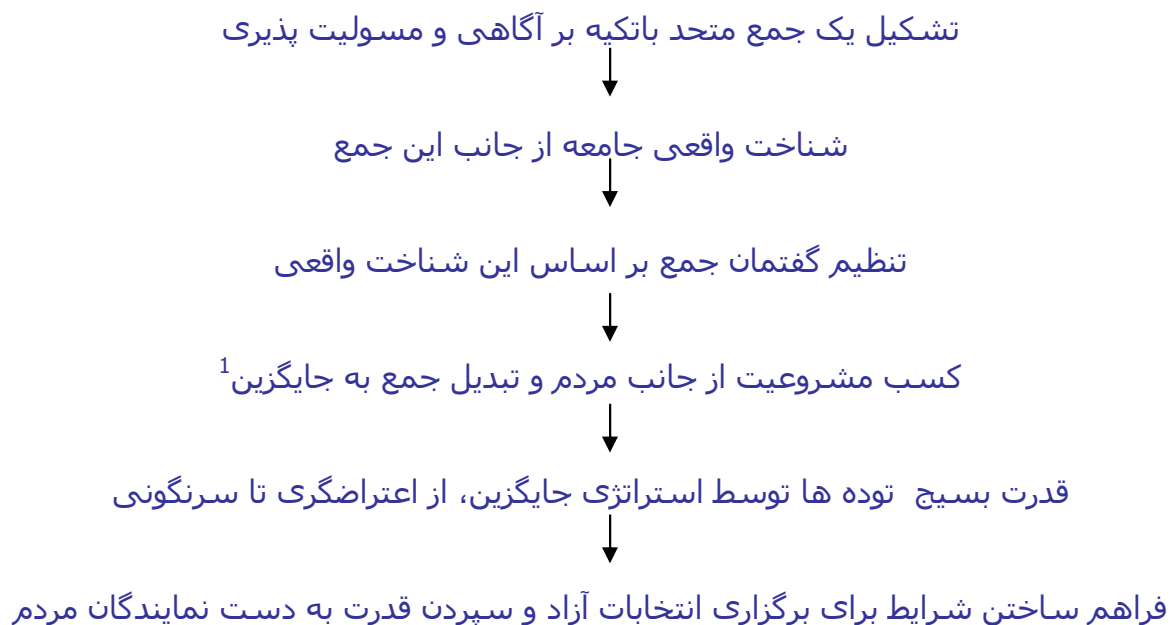 تشکیل یک جمع متحد باتکیه بر آگاهی و مسولیت پذیری
شناخت واقعی جامعه از جانب این جمع
تنظیم گفتمان جمع بر اساس این شناخت واقعی
کسب مشروعیت از جانب مردم و تبدیل جمع به جایگزین1
قدرت بسیج توده ها توسط استراتژی جایگزین، از اعتراضگری تا سرنگونی
فراهم ساختن شرایط برای برگزاری انتخابات آزاد و سپردن قدرت به دست نمایندگان مردم